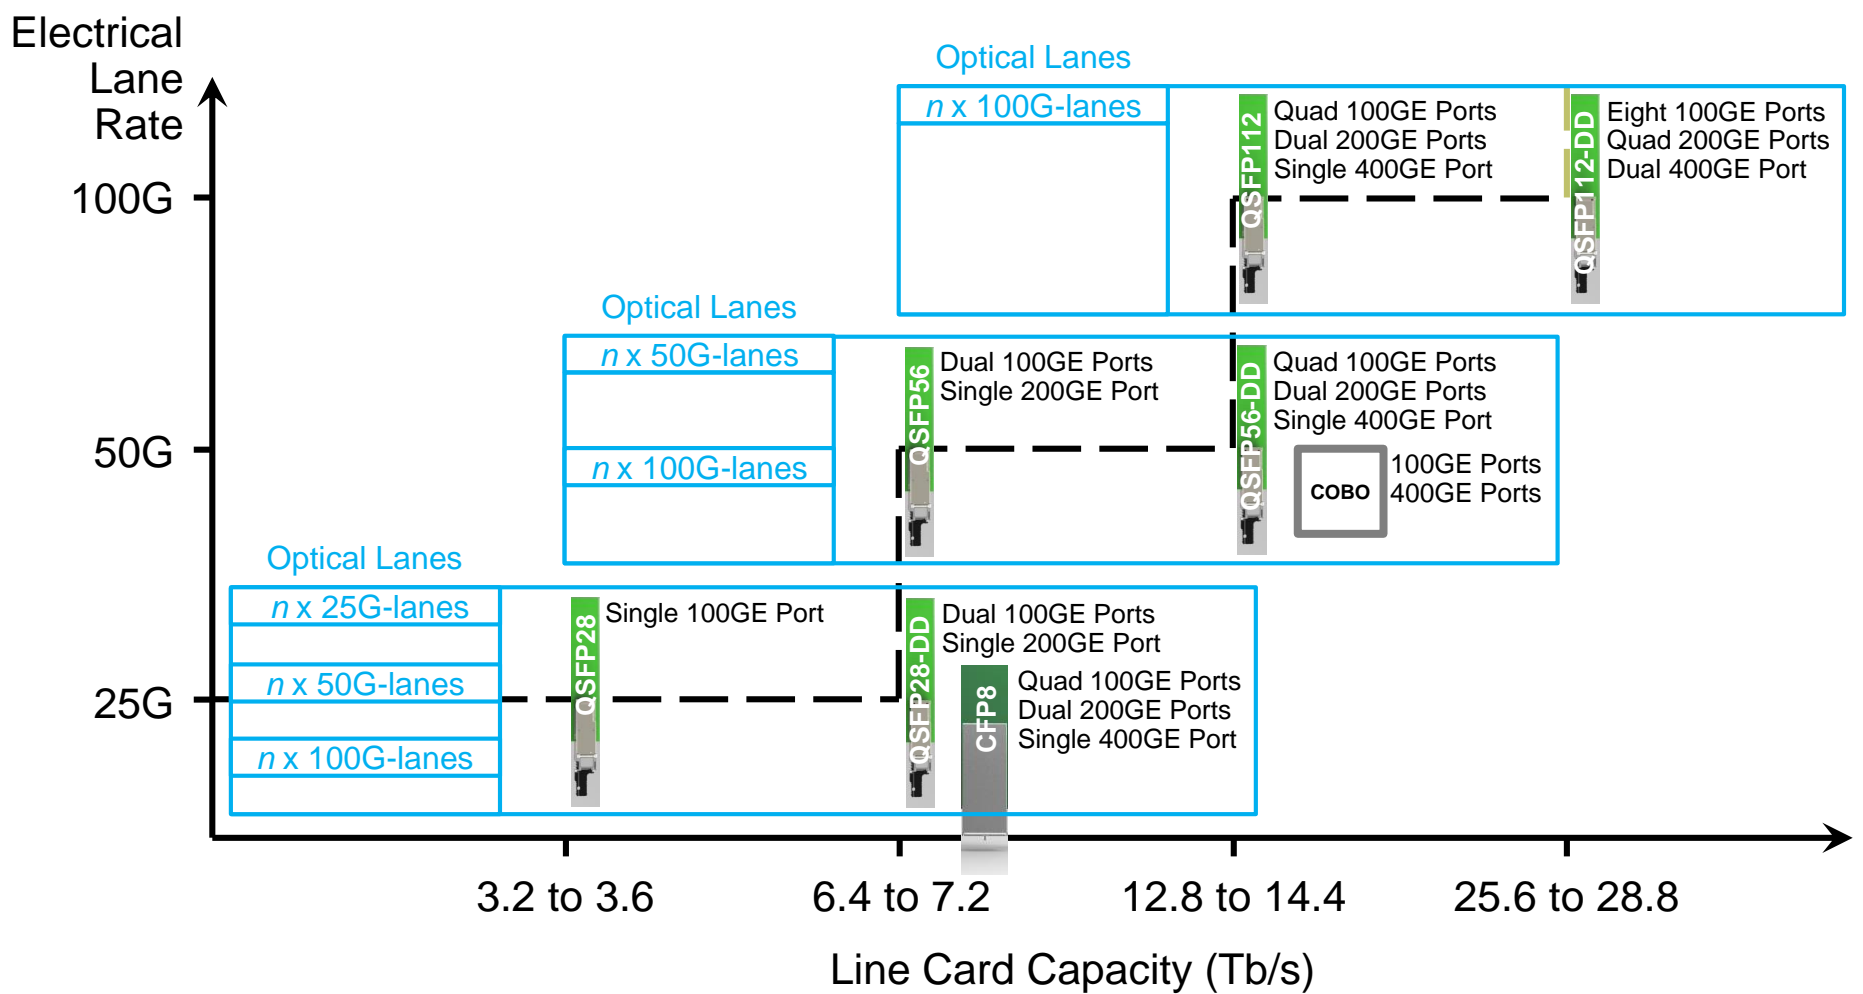 Electrical
Lane
Rate
100G
50G
25G
Optical Lanes
n x 100G-lanes
QSFP112
Quad 100GE Ports
Dual 200GE Ports
Single 400GE Port
QSFP112-DD
Eight 100GE Ports
Quad 200GE Ports
Dual 400GE Port
Optical Lanes
n x 50G-lanes
n x 100G-lanes
QSFP56
Dual 100GE Ports
Single 200GE Port
QSFP56-DD
Quad 100GE Ports
Dual 200GE Ports
Single 400GE Port
COBO
100GE Ports
400GE Ports
Optical Lanes
n x 25G-lanes
n x 50G-lanes
n x 100G-lanes
QSFP28
Single 100GE Port
QSFP28-DD
Dual 100GE Ports
Single 200GE Port
CFP8
Quad 100GE Ports
Dual 200GE Ports
Single 400GE Port
3.2 to 3.6
6.4 to 7.2
12.8 to 14.4
25.6 to 28.8
Line Card Capacity (Tb/s)